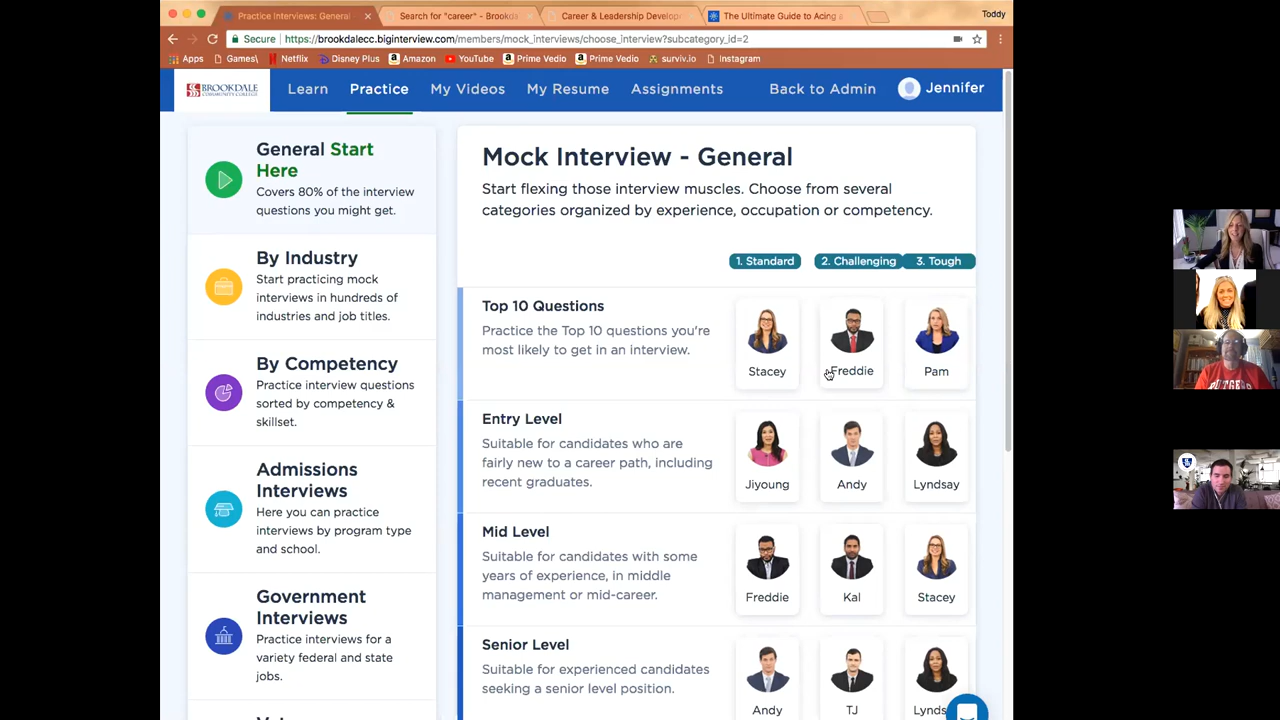 Practice Interviews: General
Search for "career" - Brookda
Career & Leadership Develop
The Ultimate Guide to Acing a
Toddy
Secure
https://brookdalecc.biginterview.com/members/mock_interviews/choose_interview?subcategory_id=2
Apps
Games\
Netflix
Disney Plus
Amazon
YouTube
Prime Vedio
Prime Vedio
surviv.io
Instagram
BROOKDALE
COMMUNITY COLLEGE
Learn
Practice
My Videos
My Resume
Assignments
Back to Admin
Jennifer
General Start
Here
Covers 80% of the interview
questions you might get.
By Industry
Start practicing mock
interviews in hundreds of
industries and job titles.
By Competency
Practice interview questions
sorted by competency &
skillset.
Admissions
Interviews
Here you can practice
interviews by program type
and school.
Government
Interviews
Practice interviews for a
variety federal and state
jobs.
Mock Interview - General
Start flexing those interview muscles. Choose from several
categories organized by experience, occupation or competency.
1. Standard
2. Challenging
3. Tough
Top 10 Questions
Practice the Top 10 questions you're
most likely to get in an interview.
Stacey
Freddie
Pam
Entry Level
Suitable for candidates who are
fairly new to a career path, including
recent graduates.
Jiyoung
Andy
Lyndsay
Mid Level
Suitable for candidates with some
years of experience, in middle
management or mid-career.
Freddie
Kal
Stacey
Senior Level
Suitable for experienced candidates
seeking a senior level position.
Andy
TJ
Lynds
RUTGERS